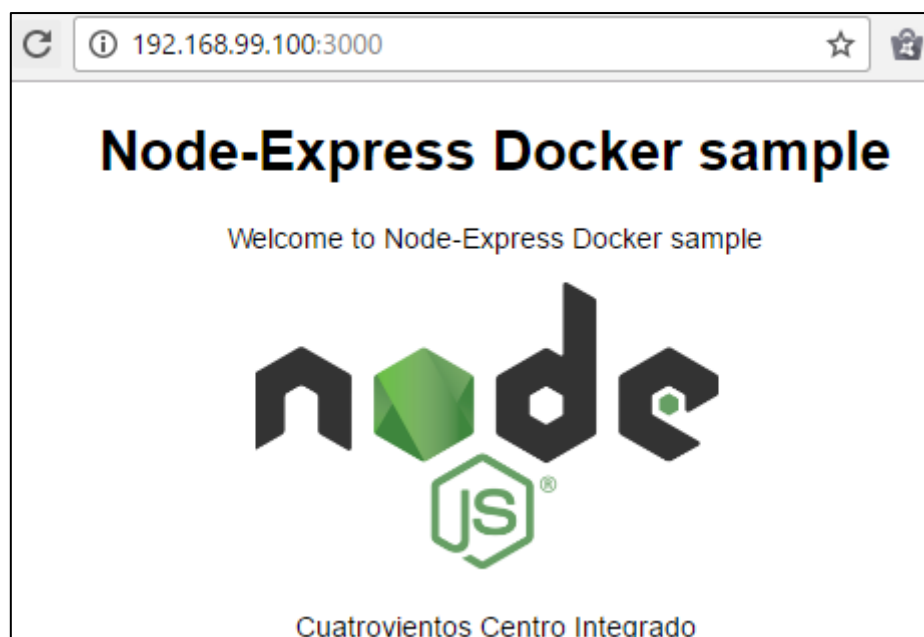 192.168.99.100:3000
Node-Express Docker sample
Welcome to Node-Express Docker sample
node
JS®
Cuatrovientos Centro Integrado